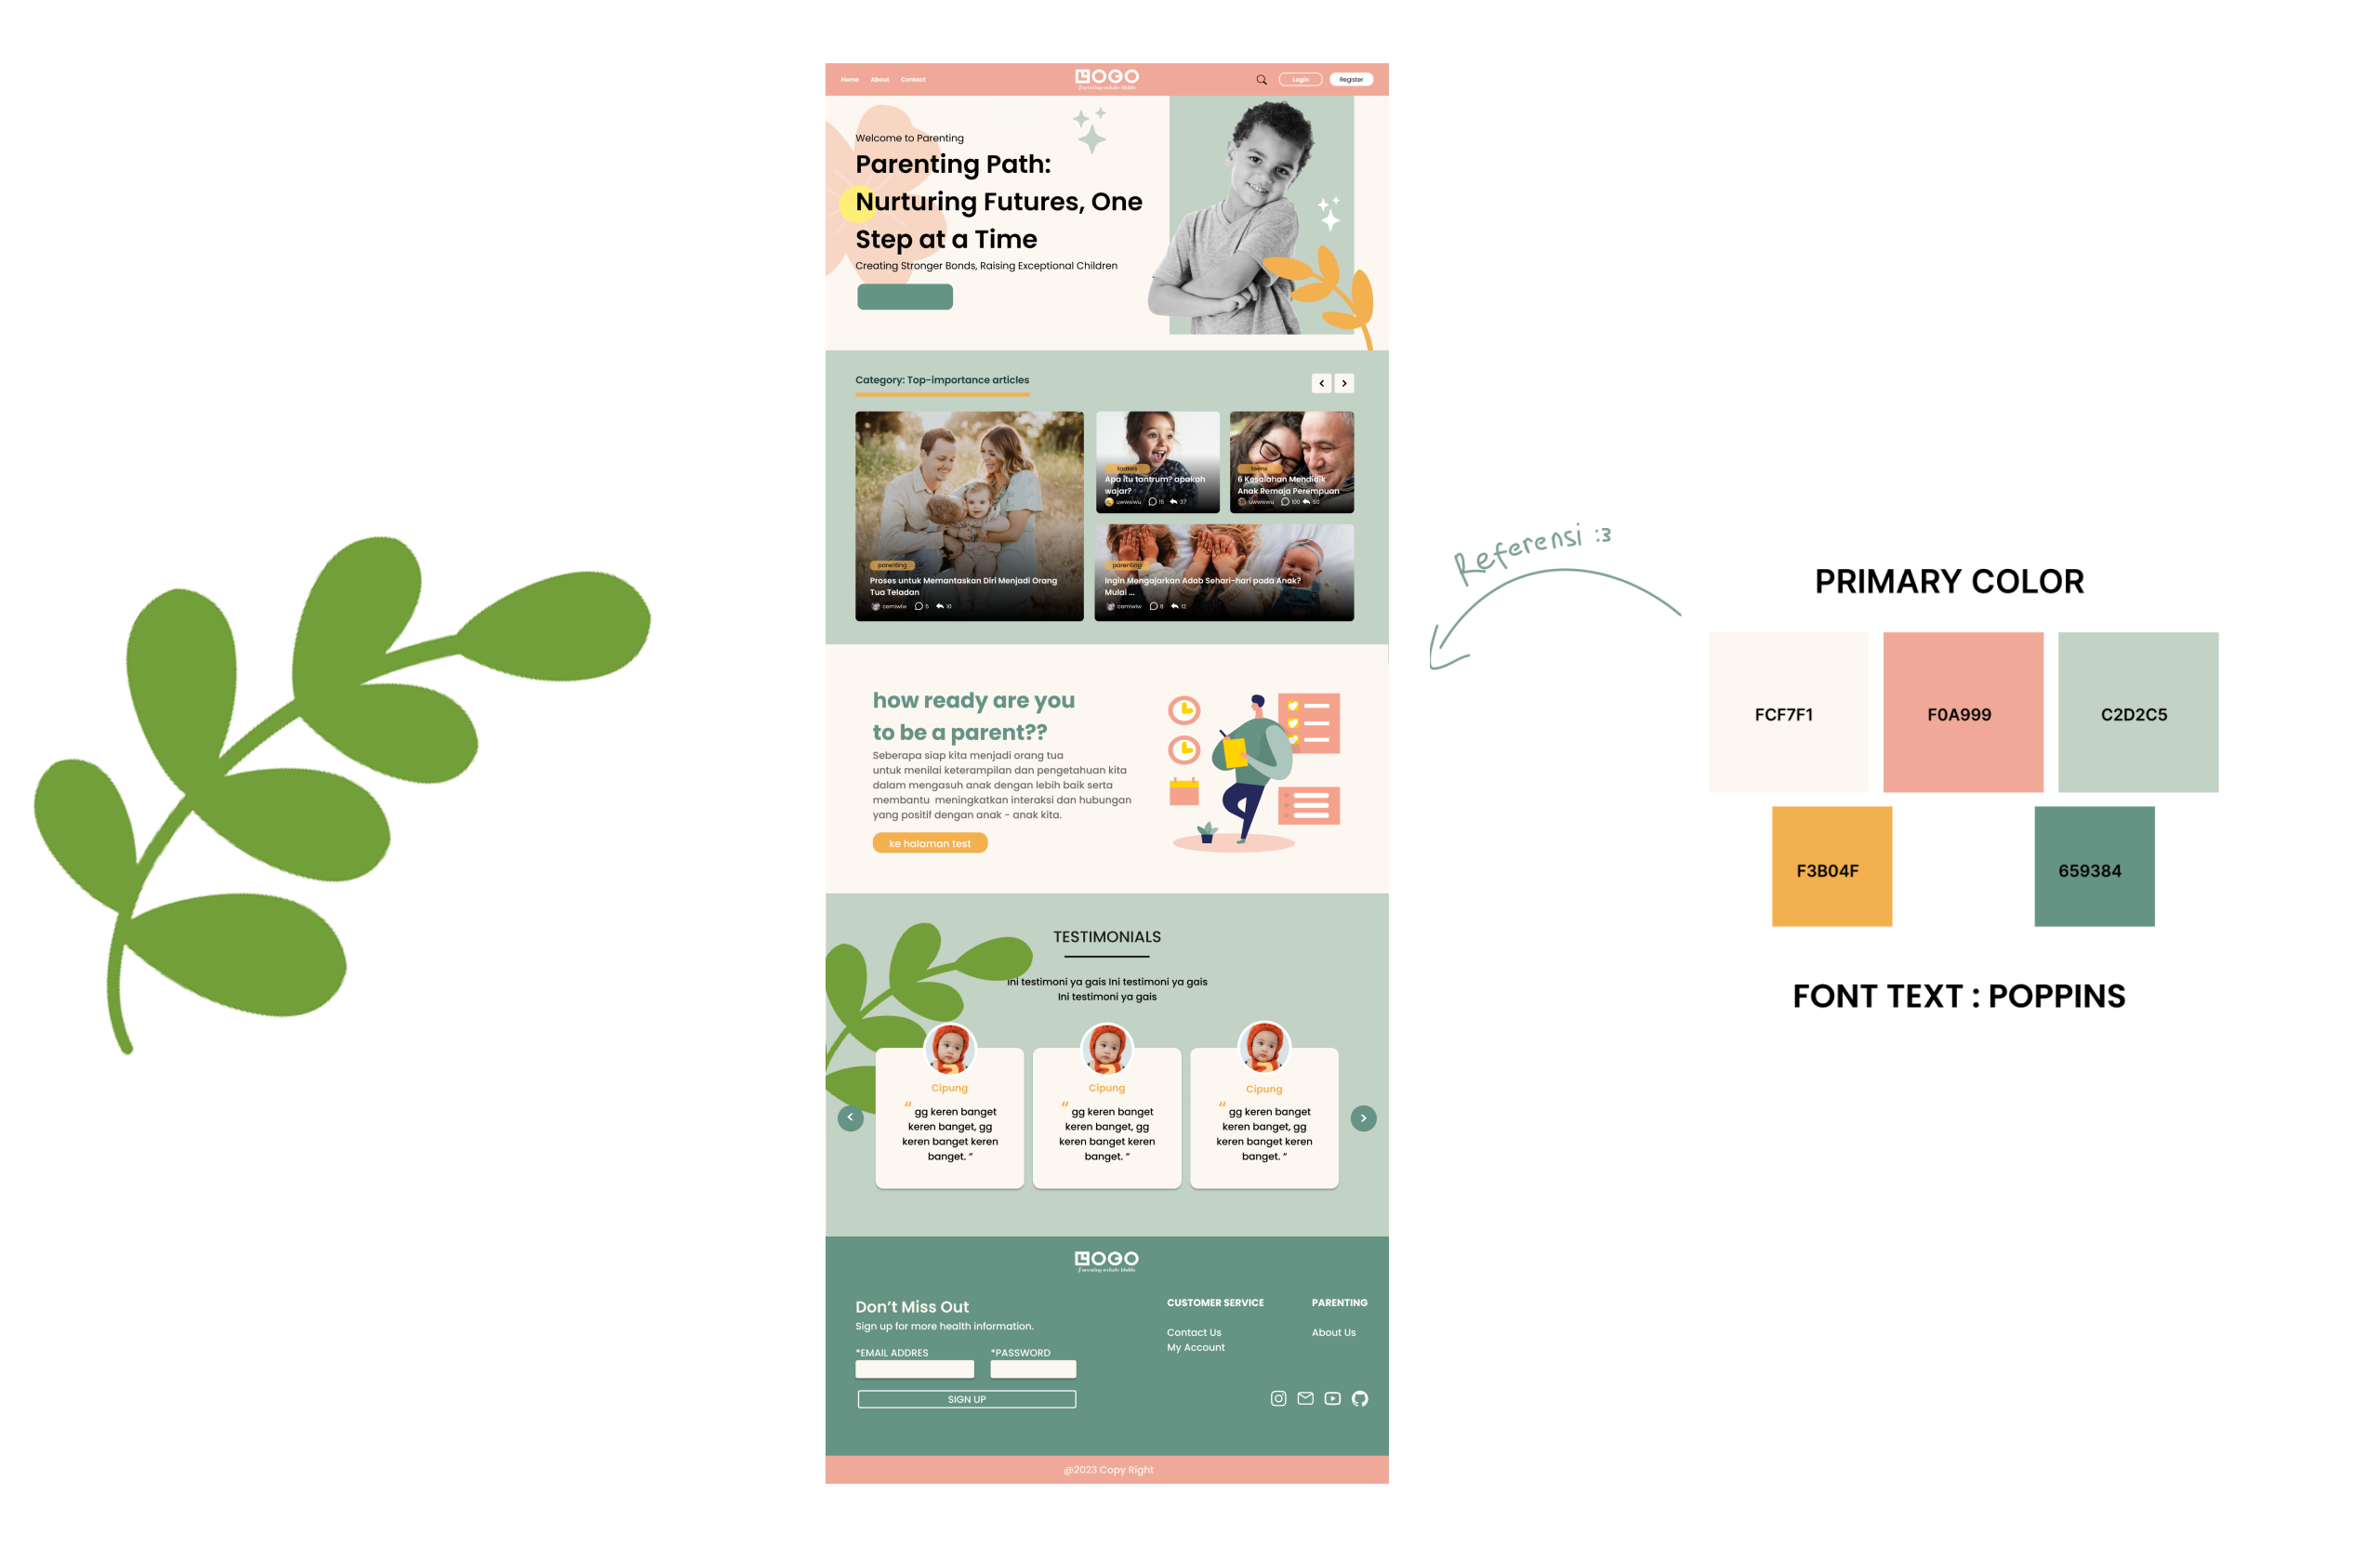 Home About Contact
LOGO
Login Register
Welcome to Parenting
Parenting Path:
Nurturing Futures, One
Step at a Time
Creating Stronger Bonds, Raising Exceptional Children
Category: Top-importance articles
parenting
Proses untuk Memantaskan Diri Menjadi Orang
Tua Teladan
cemiwiw 5 10
Apa itu tantrum? apakah
wajar?
uwwwwu 15 37
teens
6 Kesalahan Mendidik
Anak Remaja Perempuan
uwwwwu 100 50
parenting
Ingin Mengajarkan Adab Sehari-hari pada Anak?
Mulai ...
cemiwiw 8 12
how ready are you
to be a parent??
Seberapa siap kita menjadi orang tua
untuk menilai keterampilan dan pengetahuan kita
dalam mengasuh anak dengan lebih baik serta
membantu meningkatkan interaksi dan hubungan
yang positif dengan anak - anak kita.
ke halaman test
TESTIMONIALS
Ini testimoni ya gais Ini testimoni ya gais
Ini testimoni ya gais
Cipung
“ gg keren banget
keren banget, gg
keren banget keren
banget. “
Cipung
“ gg keren banget
keren banget, gg
keren banget keren
banget. “
Cipung
“ gg keren banget
keren banget, gg
keren banget keren
banget. “
LOGO
Don’t Miss Out
Sign up for more health information.
*EMAIL ADDRES *PASSWORD
SIGN UP
CUSTOMER SERVICE
Contact Us
My Account
PARENTING
About Us
@2023 Copy Right
Referensi :3
PRIMARY COLOR
FCF7F1 F0A999 C2D2C5
F3B04F 659384
FONT TEXT : POPPINS